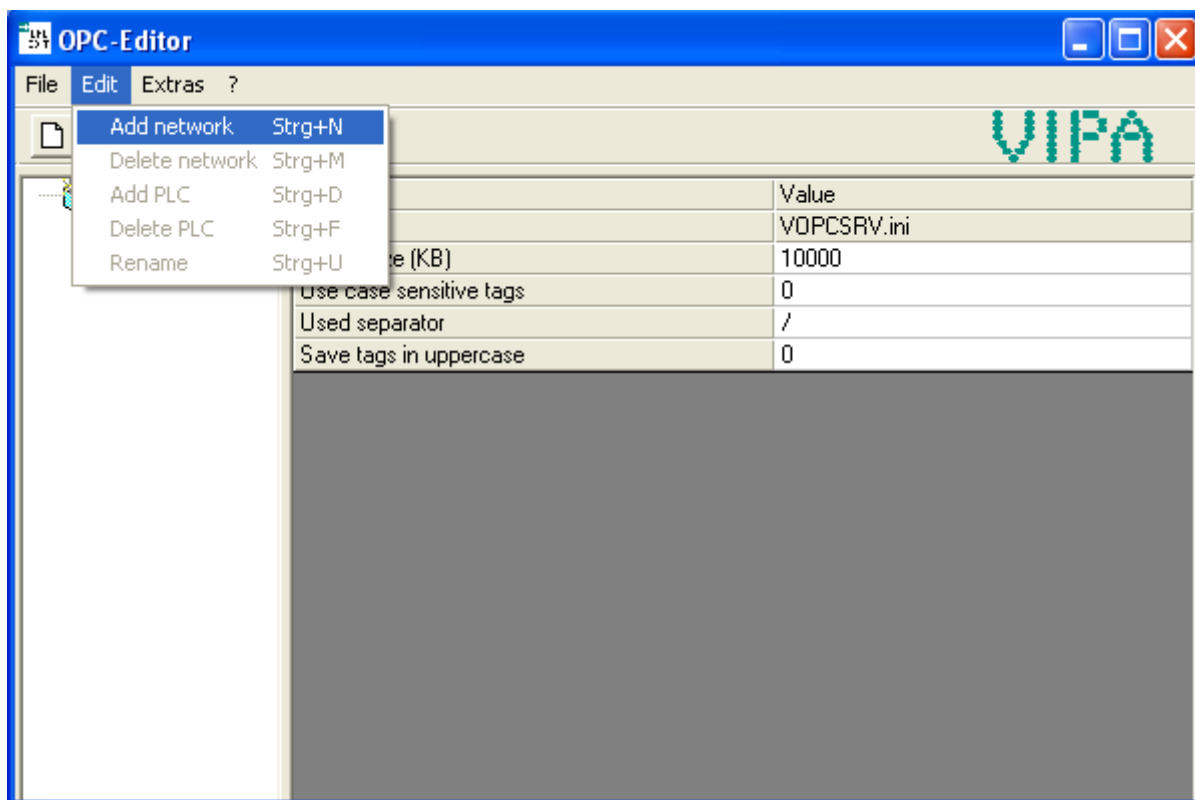 OPC-Editor
File Edit Extras ?
VIPA
Add network Strg+N
Delete network Strg+M
Add PLC Strg+D
Delete PLC Strg+F
Rename Strg+U
Value
VOPCSRV.ini
(KB) 10000
Use case sensitive tags 0
Used separator /
Save tags in uppercase 0